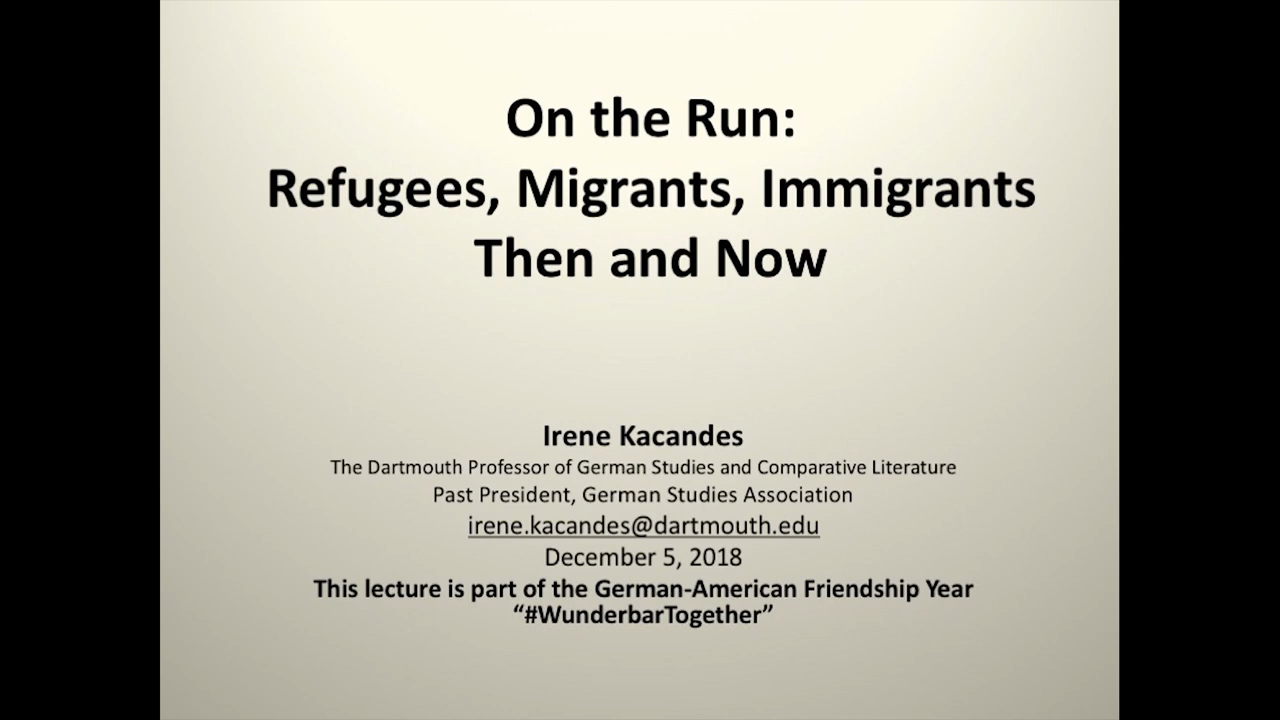 On the Run:
Refugees, Migrants, Immigrants
Then and Now
Irene Kacandes
The Dartmouth Professor of German Studies and Comparative Literature
Past President, German Studies Association
irene.kacandes@dartmouth.edu
December 5, 2018
This lecture is part of the German-American Friendship Year
“#WunderbarTogether”